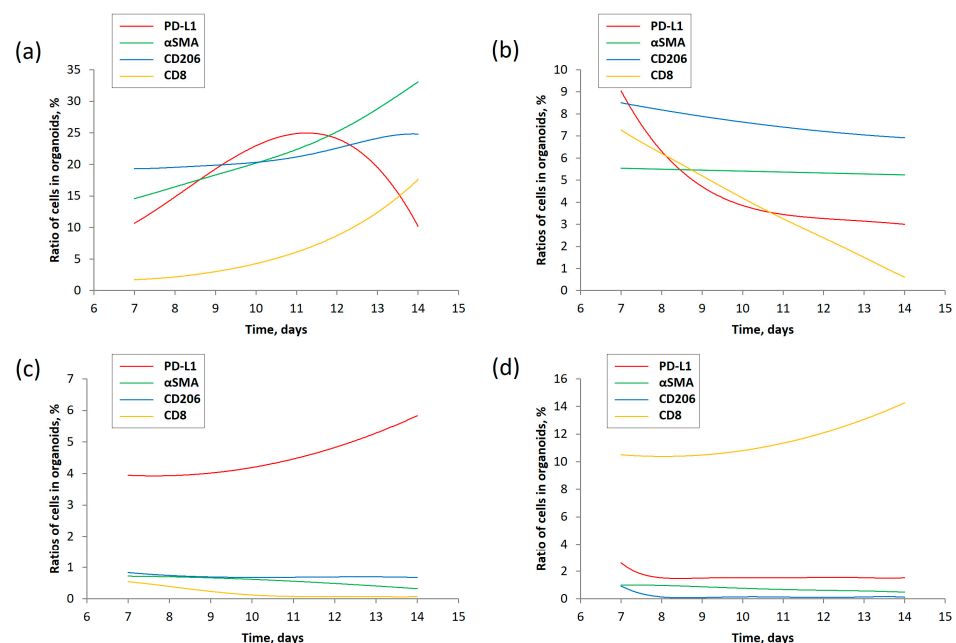 (a)
PD-L1
αSMA
CD206
CD8
Ratio of cells in organoids, %
35
30
25
20
15
10
5
0
6 7 8 9 10 11 12 13 14 15
Time, days
(b)
PD-L1
αSMA
CD206
CD8
Ratios of cells in organoids, %
10
9
8
7
6
5
4
3
2
1
0
6 7 8 9 10 11 12 13 14 15
Time, days
(c)
PD-L1
αSMA
CD206
CD8
Ratios of cells in organoids, %
7
6
5
4
3
2
1
0
6 7 8 9 10 11 12 13 14 15
Time, days
(d)
PD-L1
αSMA
CD206
CD8
Ratio of cells in organoids, %
16
14
12
10
8
6
4
2
0
6 7 8 9 10 11 12 13 14 15
Time, days